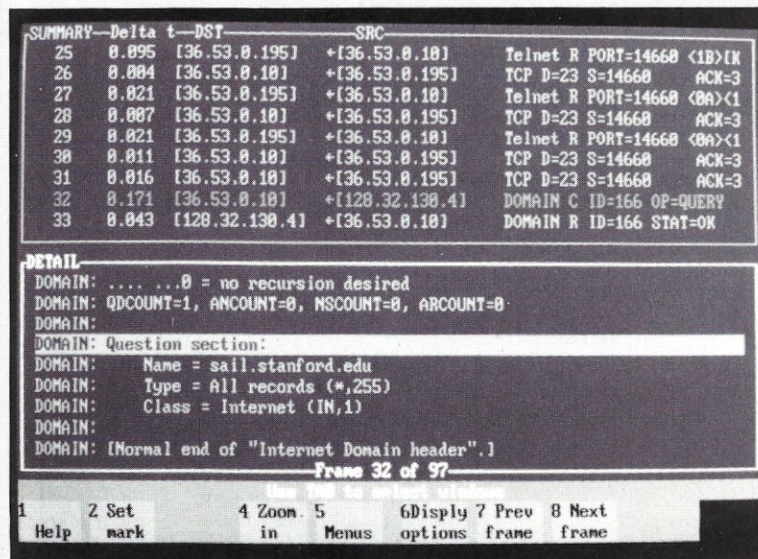 SUMMARY—Delta t—DST—SRC
25 0.095 [36.53.0.195] ←[36.53.0.10] Telnet R PORT=14660 <1B>[K
26 0.004 [36.53.0.10] ←[36.53.0.195] TCP D=23 S=14660 ACK=3
27 0.021 [36.53.0.195] ←[36.53.0.10] Telnet R PORT=14660 <0A><1
28 0.007 [36.53.0.10] ←[36.53.0.195] TCP D=23 S=14660 ACK=3
29 0.021 [36.53.0.195] ←[36.53.0.10] Telnet R PORT=14660 <0A><1
30 0.011 [36.53.0.10] ←[36.53.0.195] TCP D=23 S=14660 ACK=3
31 0.016 [36.53.0.10] ←[36.53.0.195] TCP D=23 S=14660 ACK=3
32 0.171 [36.53.0.10] ←[128.32.130.4] DOMAIN C ID=166 OP=QUERY
33 0.043 [128.32.130.4] ←[36.53.0.10] DOMAIN R ID=166 STAT=OK
DETAIL
DOMAIN: .... ...0 = no recursion desired
DOMAIN: QDCOUNT=1, ANCOUNT=0, NSCOUNT=0, ARCOUNT=0
DOMAIN:
DOMAIN: Question section:
DOMAIN: Name = sail.stanford.edu
DOMAIN: Type = All records (*,255)
DOMAIN: Class = Internet (IN,1)
DOMAIN:
DOMAIN: [Normal end of "Internet Domain header".]
Frame 32 of 97
Use TAB to select windows
1 Help 2 Set mark 4 Zoom in 5 Menus 6Disply options 7 Prev frame 8 Next frame